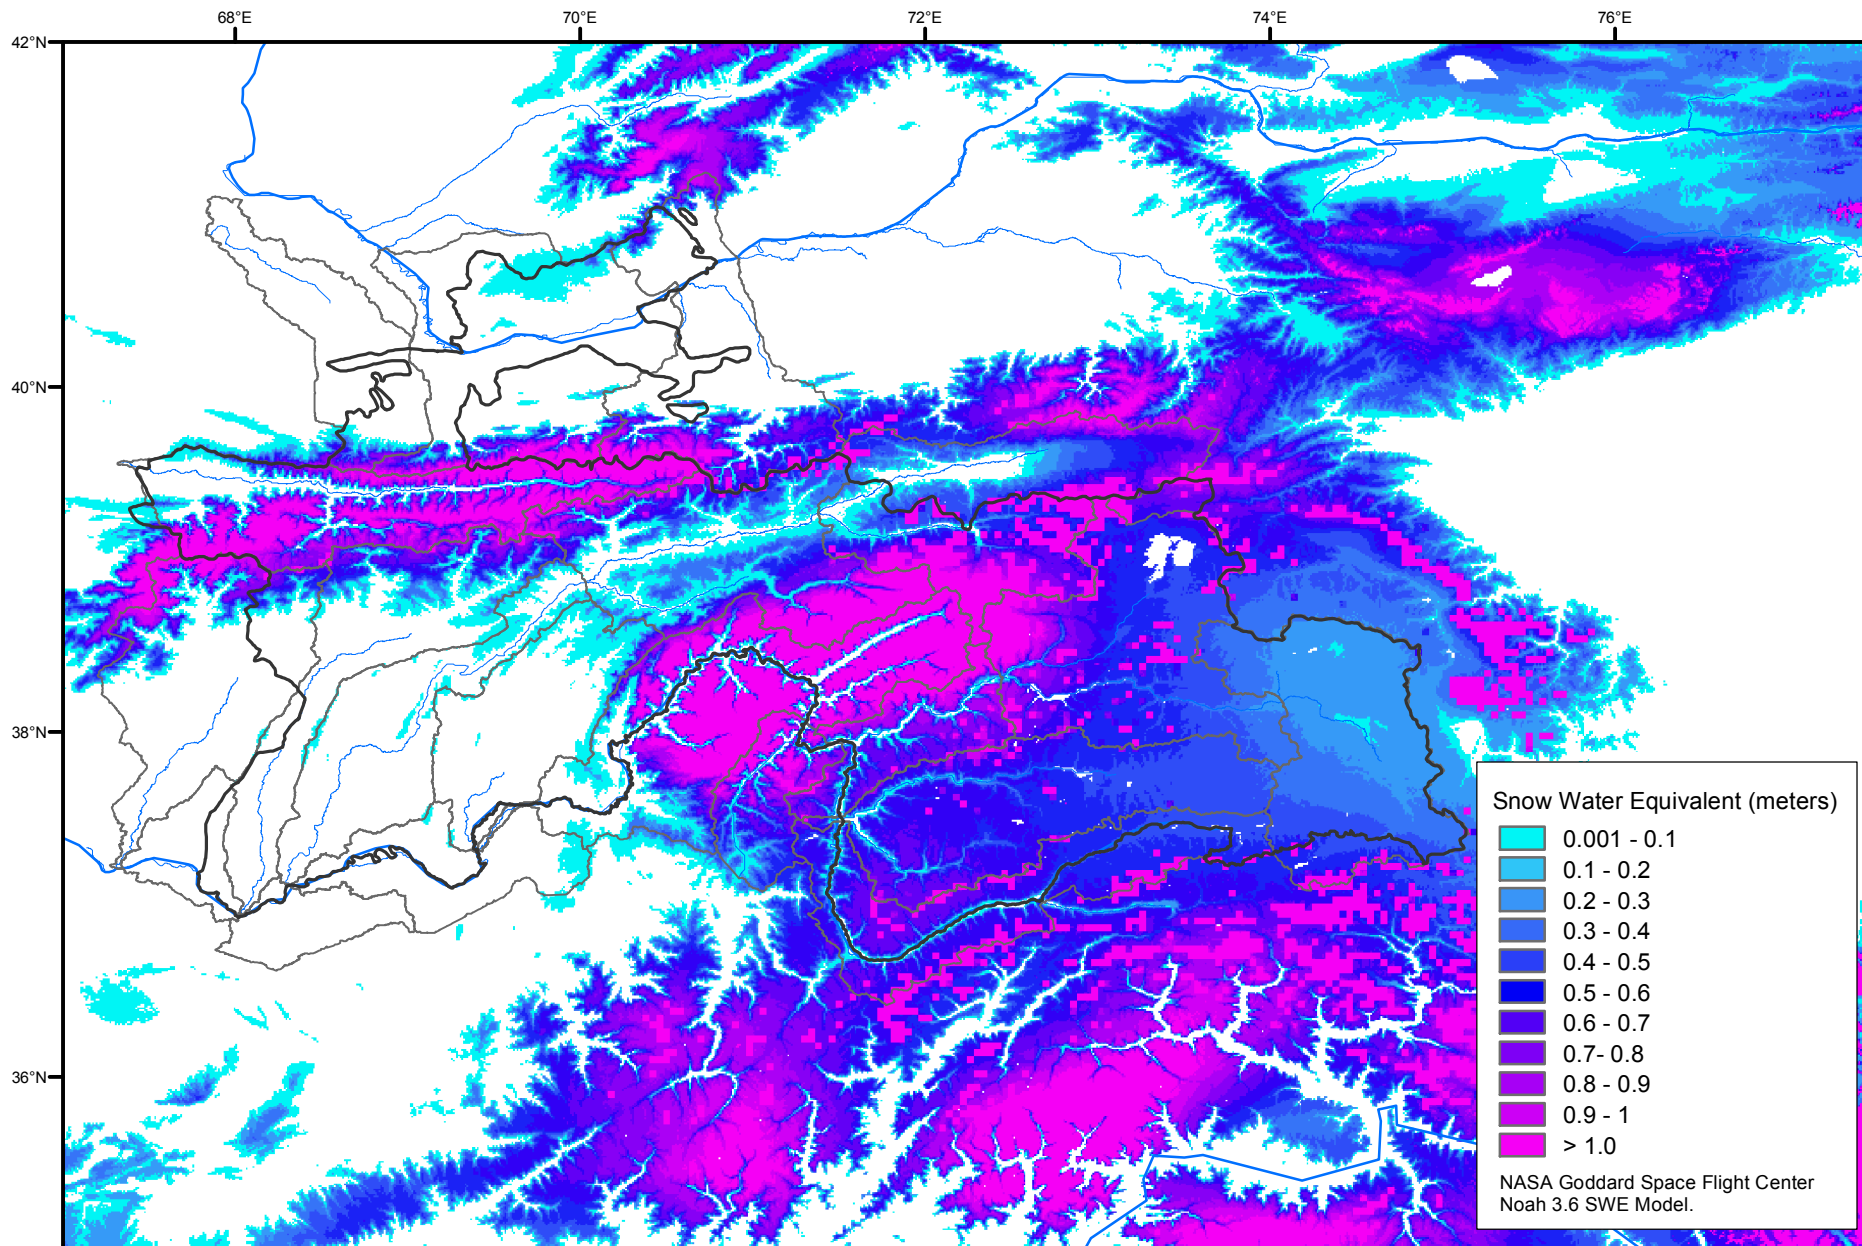 68°E 70°E 72°E 74°E 76°E
42°N
40°N
38°N
36°N
Snow Water Equivalent (meters)
0.001 - 0.1
0.1 - 0.2
0.2 - 0.3
0.3 - 0.4
0.4 - 0.5
0.5 - 0.6
0.6 - 0.7
0.7- 0.8
0.8 - 0.9
0.9 - 1
> 1.0
NASA Goddard Space Flight Center
Noah 3.6 SWE Model.